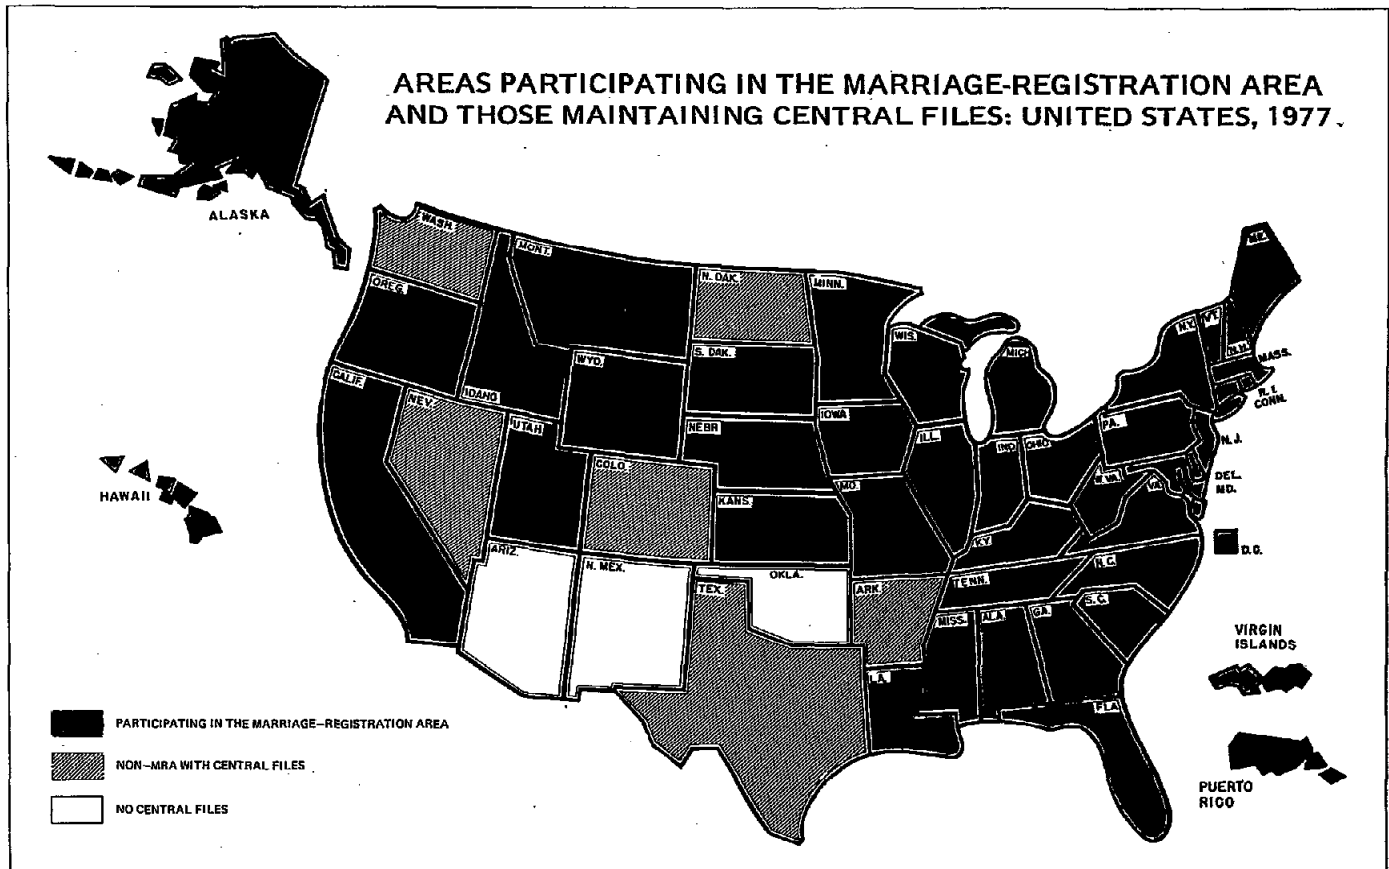 AREAS PARTICIPATING IN THE MARRIAGE-REGISTRATION AREA
AND THOSE MAINTAINING CENTRAL FILES: UNITED STATES, 1977
ALASKA
WASH.
MONT.
N. DAK.
MINN.
OREG.
IDAHO
WYO.
S. DAK.
WIS.
MICH.
ME.
N.Y.
VT.
N.H.
MASS.
R. I.
CONN.
CALIF.
NEV.
UTAH
COLO.
NEBR
IOWA
ILL.
IND
OHIO
PA.
N. J.
DEL.
MD.
W.VA.
VA.
D.C.
HAWAII
KANS.
MO.
KY.
ARIZ.
N. MEX.
OKLA.
TEX.
ARK.
TENN.
N.C.
S.C.
MISS.
ALA.
GA.
LA.
FLA.
VIRGIN
ISLANDS
PUERTO
RICO
PARTICIPATING IN THE MARRIAGE-REGISTRATION AREA
NON-MRA WITH CENTRAL FILES
NO CENTRAL FILES